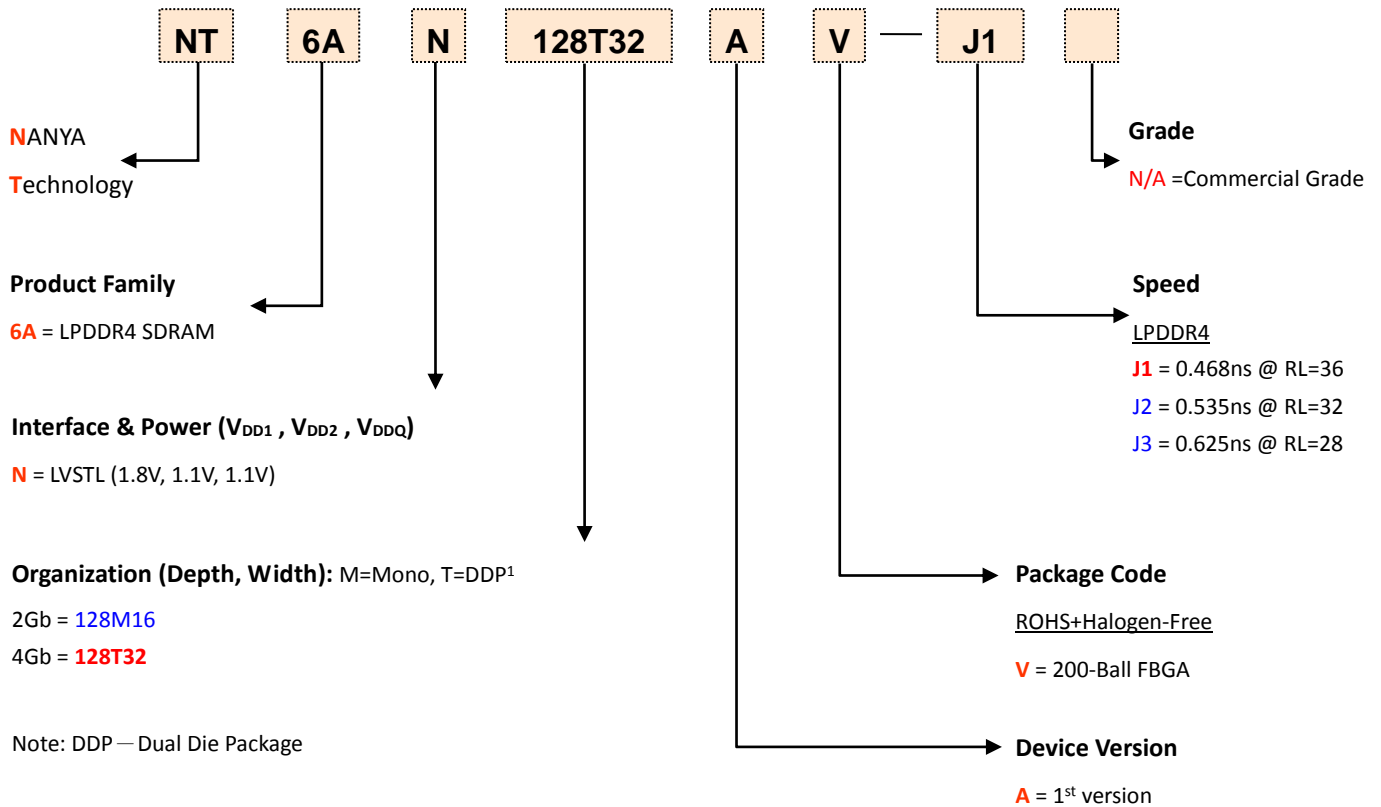 NT 6A N 128T32 A V — J1
NANYA
Technology
Grade
N/A =Commercial Grade
Product Family
6A = LPDDR4 SDRAM
Speed
LPDDR4
J1 = 0.468ns @ RL=36
J2 = 0.535ns @ RL=32
J3 = 0.625ns @ RL=28
Interface & Power (VDD1 , VDD2 , VDDQ)
N = LVSTL (1.8V, 1.1V, 1.1V)
Organization (Depth, Width): M=Mono, T=DDP1
2Gb = 128M16
4Gb = 128T32
Package Code
ROHS+Halogen-Free
V = 200-Ball FBGA
Note: DDP—Dual Die Package
Device Version
A = 1st version